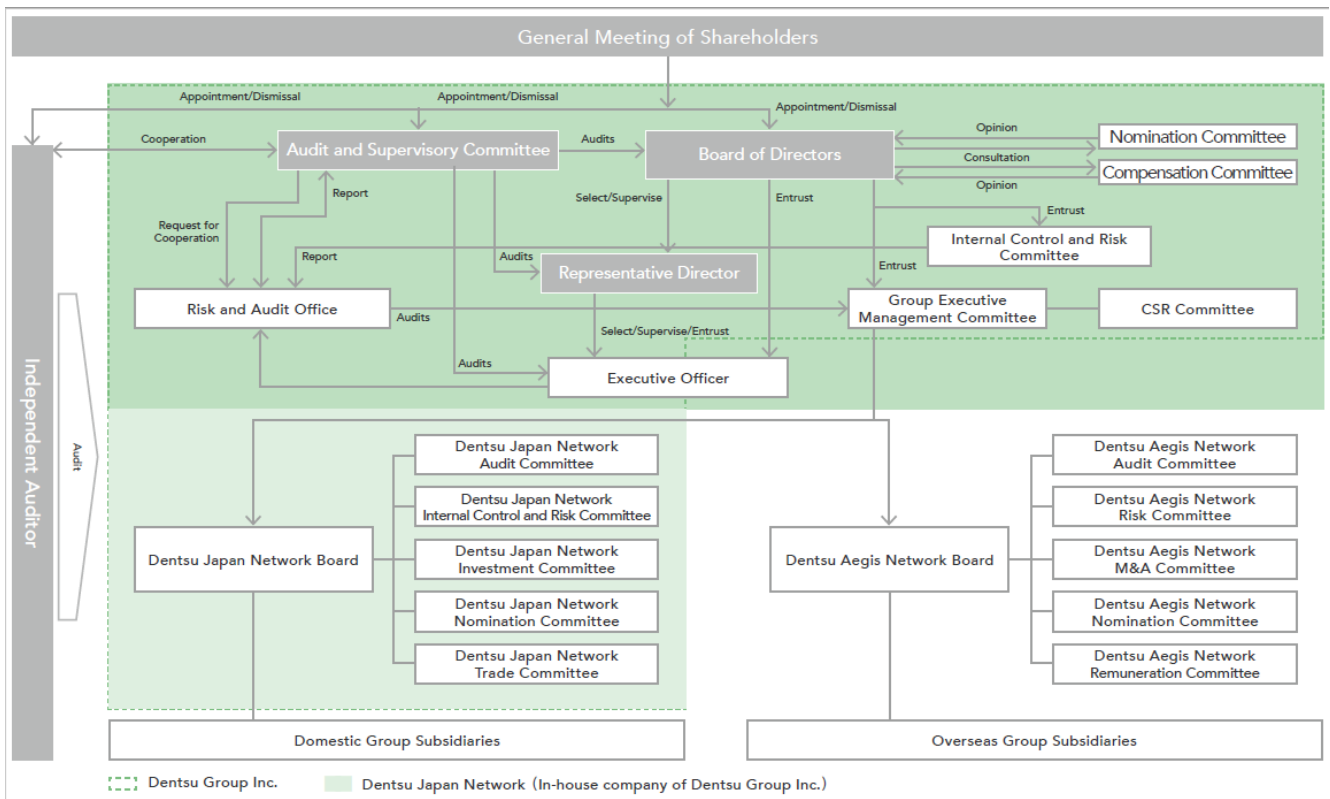 General Meeting of Shareholders
Appointment/Dismissal
Appointment/Dismissal
Appointment/Dismissal
Cooperation
Audit and Supervisory Committee
Audits
Board of Directors
Opinion
Nomination Committee
Consultation
Compensation Committee
Opinion
Report
Select/Supervise
Entrust
Entrust
Request for
Cooperation
Internal Control and Risk
Committee
Report
Audits
Representative Director
Entrust
Risk and Audit Office
Audits
Group Executive
Management Committee
CSR Committee
Select/Supervise/Entrust
Audits
Executive Officer
Independent Auditor
Audit
Dentsu Japan Network Board
Dentsu Japan Network
Audit Committee
Dentsu Japan Network
Internal Control and Risk Committee
Dentsu Japan Network
Investment Committee
Dentsu Japan Network
Nomination Committee
Dentsu Japan Network
Trade Committee
Dentsu Aegis Network Board
Dentsu Aegis Network
Audit Committee
Dentsu Aegis Network
Risk Committee
Dentsu Aegis Network
M&A Committee
Dentsu Aegis Network
Nomination Committee
Dentsu Aegis Network
Remuneration Committee
Domestic Group Subsidiaries
Overseas Group Subsidiaries
Dentsu Group Inc.
Dentsu Japan Network (In-house company of Dentsu Group Inc.)